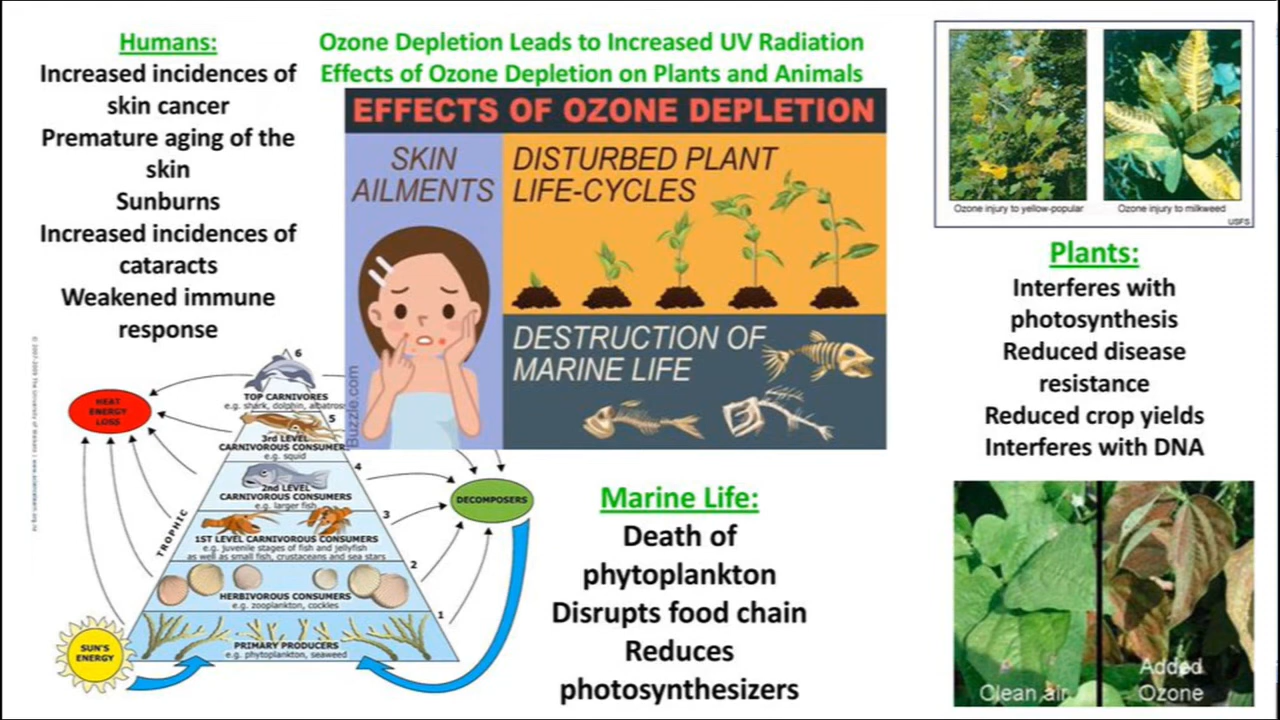 Humans:
Increased incidences of
skin cancer
Premature aging of the
skin
Sunburns
Increased incidences of
cataracts
Weakened immune
response
Ozone Depletion Leads to Increased UV Radiation
Effects of Ozone Depletion on Plants and Animals
EFFECTS OF OZONE DEPLETION
SKIN
AILMENTS
DISTURBED PLANT
LIFE-CYCLES
DESTRUCTION OF
MARINE LIFE
Buzzle.com
Ozone injury to yellow-popular
Ozone injury to milkweed
USFS
Plants:
Interferes with
photosynthesis
Reduced disease
resistance
Reduced crop yields
Interferes with DNA
Clean air
Added
Ozone
Marine Life:
Death of
phytoplankton
Disrupts food chain
Reduces
photosynthesizers
HEAT
ENERGY
LOSS
6
TOP CARNIVORES
e.g. shark, dolphin, albatros
5
3rd LEVEL
CARNIVOROUS CONSUMER
e.g. squid
4
2nd LEVEL
CARNIVOROUS CONSUMERS
e.g. larger fish
3
1ST LEVEL CARNIVOROUS CONSUMERS
e.g. juvenile stages of fish and jellyfish
as well as small fish, crustaceans and sea stars
2
HERBIVOROUS CONSUMERS
e.g. zooplankton, cockles
1
PRIMARY PRODUCERS
e.g. phytoplankton, seaweed
TROPHIC
DECOMPOSERS
SUN'S
ENERGY